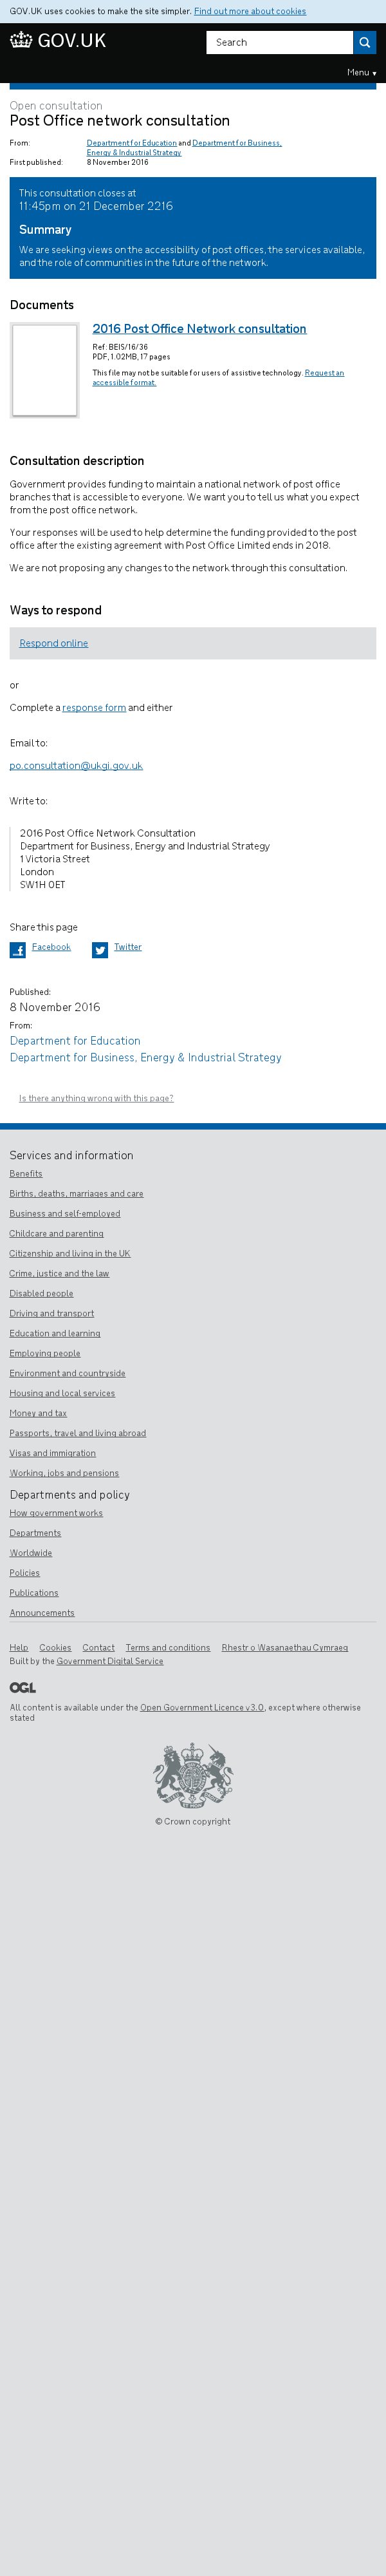 GOV.UK uses cookies to make the site simpler. Find out more about cookies
GOV.UK
Search
Menu ▾
Open consultation
Post Office network consultation
From: Department for Education and Department for Business,
Energy & Industrial Strategy
First published: 8 November 2016
This consultation closes at
11:45pm on 21 December 2216
Summary
We are seeking views on the accessibility of post offices, the services available,
and the role of communities in the future of the network.
Documents
2016 Post Office Network consultation
Ref: BEIS/16/36
PDF, 1.02MB, 17 pages
This file may not be suitable for users of assistive technology. Request an
accessible format.
Consultation description
Government provides funding to maintain a national network of post office
branches that is accessible to everyone. We want you to tell us what you expect
from the post office network.
Your responses will be used to help determine the funding provided to the post
office after the existing agreement with Post Office Limited ends in 2018.
We are not proposing any changes to the network through this consultation.
Ways to respond
Respond online
or
Complete a response form and either
Email to:
po.consultation@ukgi.gov.uk
Write to:
2016 Post Office Network Consultation
Department for Business, Energy and Industrial Strategy
1 Victoria Street
London
SW1H 0ET
Share this page
Facebook Twitter
Published:
8 November 2016
From:
Department for Education
Department for Business, Energy & Industrial Strategy
Is there anything wrong with this page?
Services and information
Benefits
Births, deaths, marriages and care
Business and self-employed
Childcare and parenting
Citizenship and living in the UK
Crime, justice and the law
Disabled people
Driving and transport
Education and learning
Employing people
Environment and countryside
Housing and local services
Money and tax
Passports, travel and living abroad
Visas and immigration
Working, jobs and pensions
Departments and policy
How government works
Departments
Worldwide
Policies
Publications
Announcements
Help Cookies Contact Terms and conditions Rhestr o Wasanaethau Cymraeg
Built by the Government Digital Service
OGL
All content is available under the Open Government Licence v3.0, except where otherwise
stated
© Crown copyright